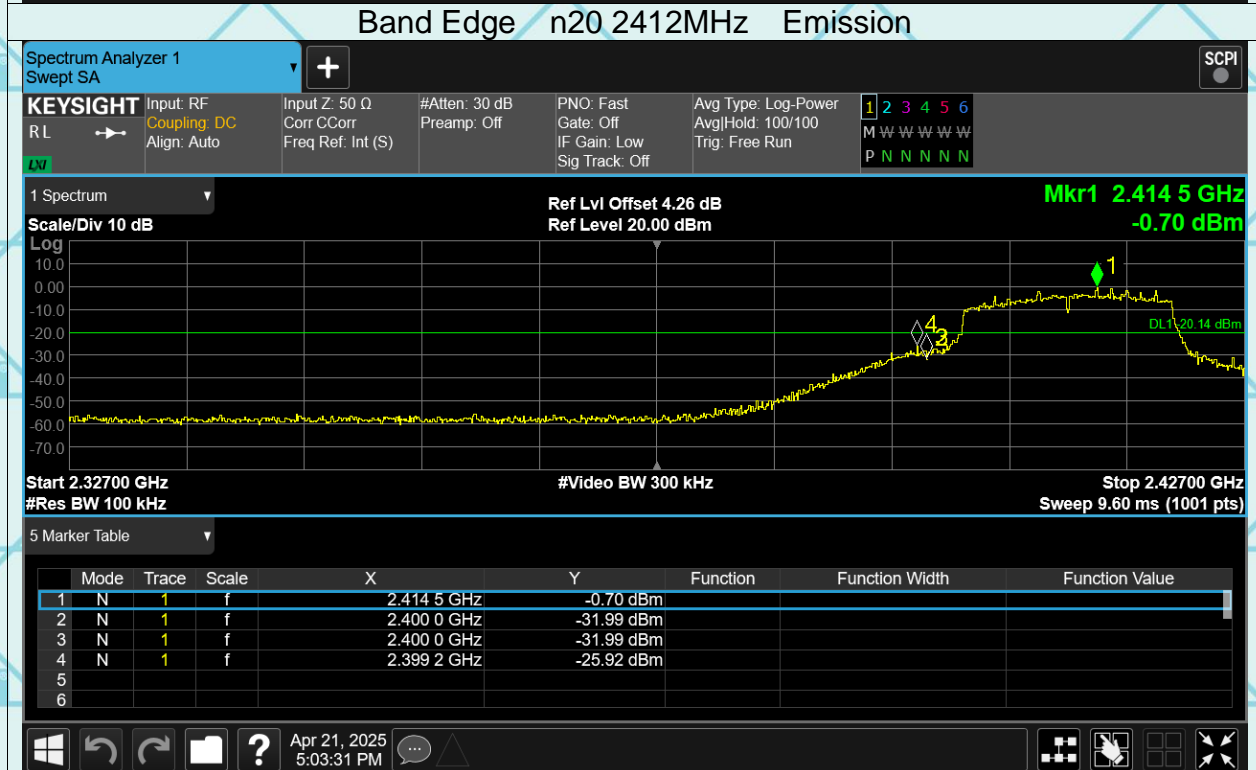 Band Edge n20 2412MHz Emission
Spectrum Analyzer 1
Swept SA
SCPI
KEYSIGHT
R L
LXI
Input: RF
Coupling: DC
Align: Auto
Input Z: 50 Ω
Corr CCorr
Freq Ref: Int (S)
#Atten: 30 dB
Preamp: Off
PNO: Fast
Gate: Off
IF Gain: Low
Sig Track: Off
Avg Type: Log-Power
Avg|Hold: 100/100
Trig: Free Run
1 2 3 4 5 6
M W W W W W
P N N N N N
1 Spectrum
Scale/Div 10 dB
Ref Lvl Offset 4.26 dB
Ref Level 20.00 dBm
Mkr1 2.414 5 GHz
-0.70 dBm
Log
10.0
0.00
-10.0
-20.0
-30.0
-40.0
-50.0
-60.0
-70.0
1
4
3
DL1 -20.14 dBm
Start 2.32700 GHz
#Video BW 300 kHz
Stop 2.42700 GHz
#Res BW 100 kHz
Sweep 9.60 ms (1001 pts)
5 Marker Table
Mode Trace Scale X Y Function Function Width Function Value
1 N 1 f 2.414 5 GHz -0.70 dBm
2 N 1 f 2.400 0 GHz -31.99 dBm
3 N 1 f 2.400 0 GHz -31.99 dBm
4 N 1 f 2.399 2 GHz -25.92 dBm
5
6
?
Apr 21, 2025
5:03:31 PM